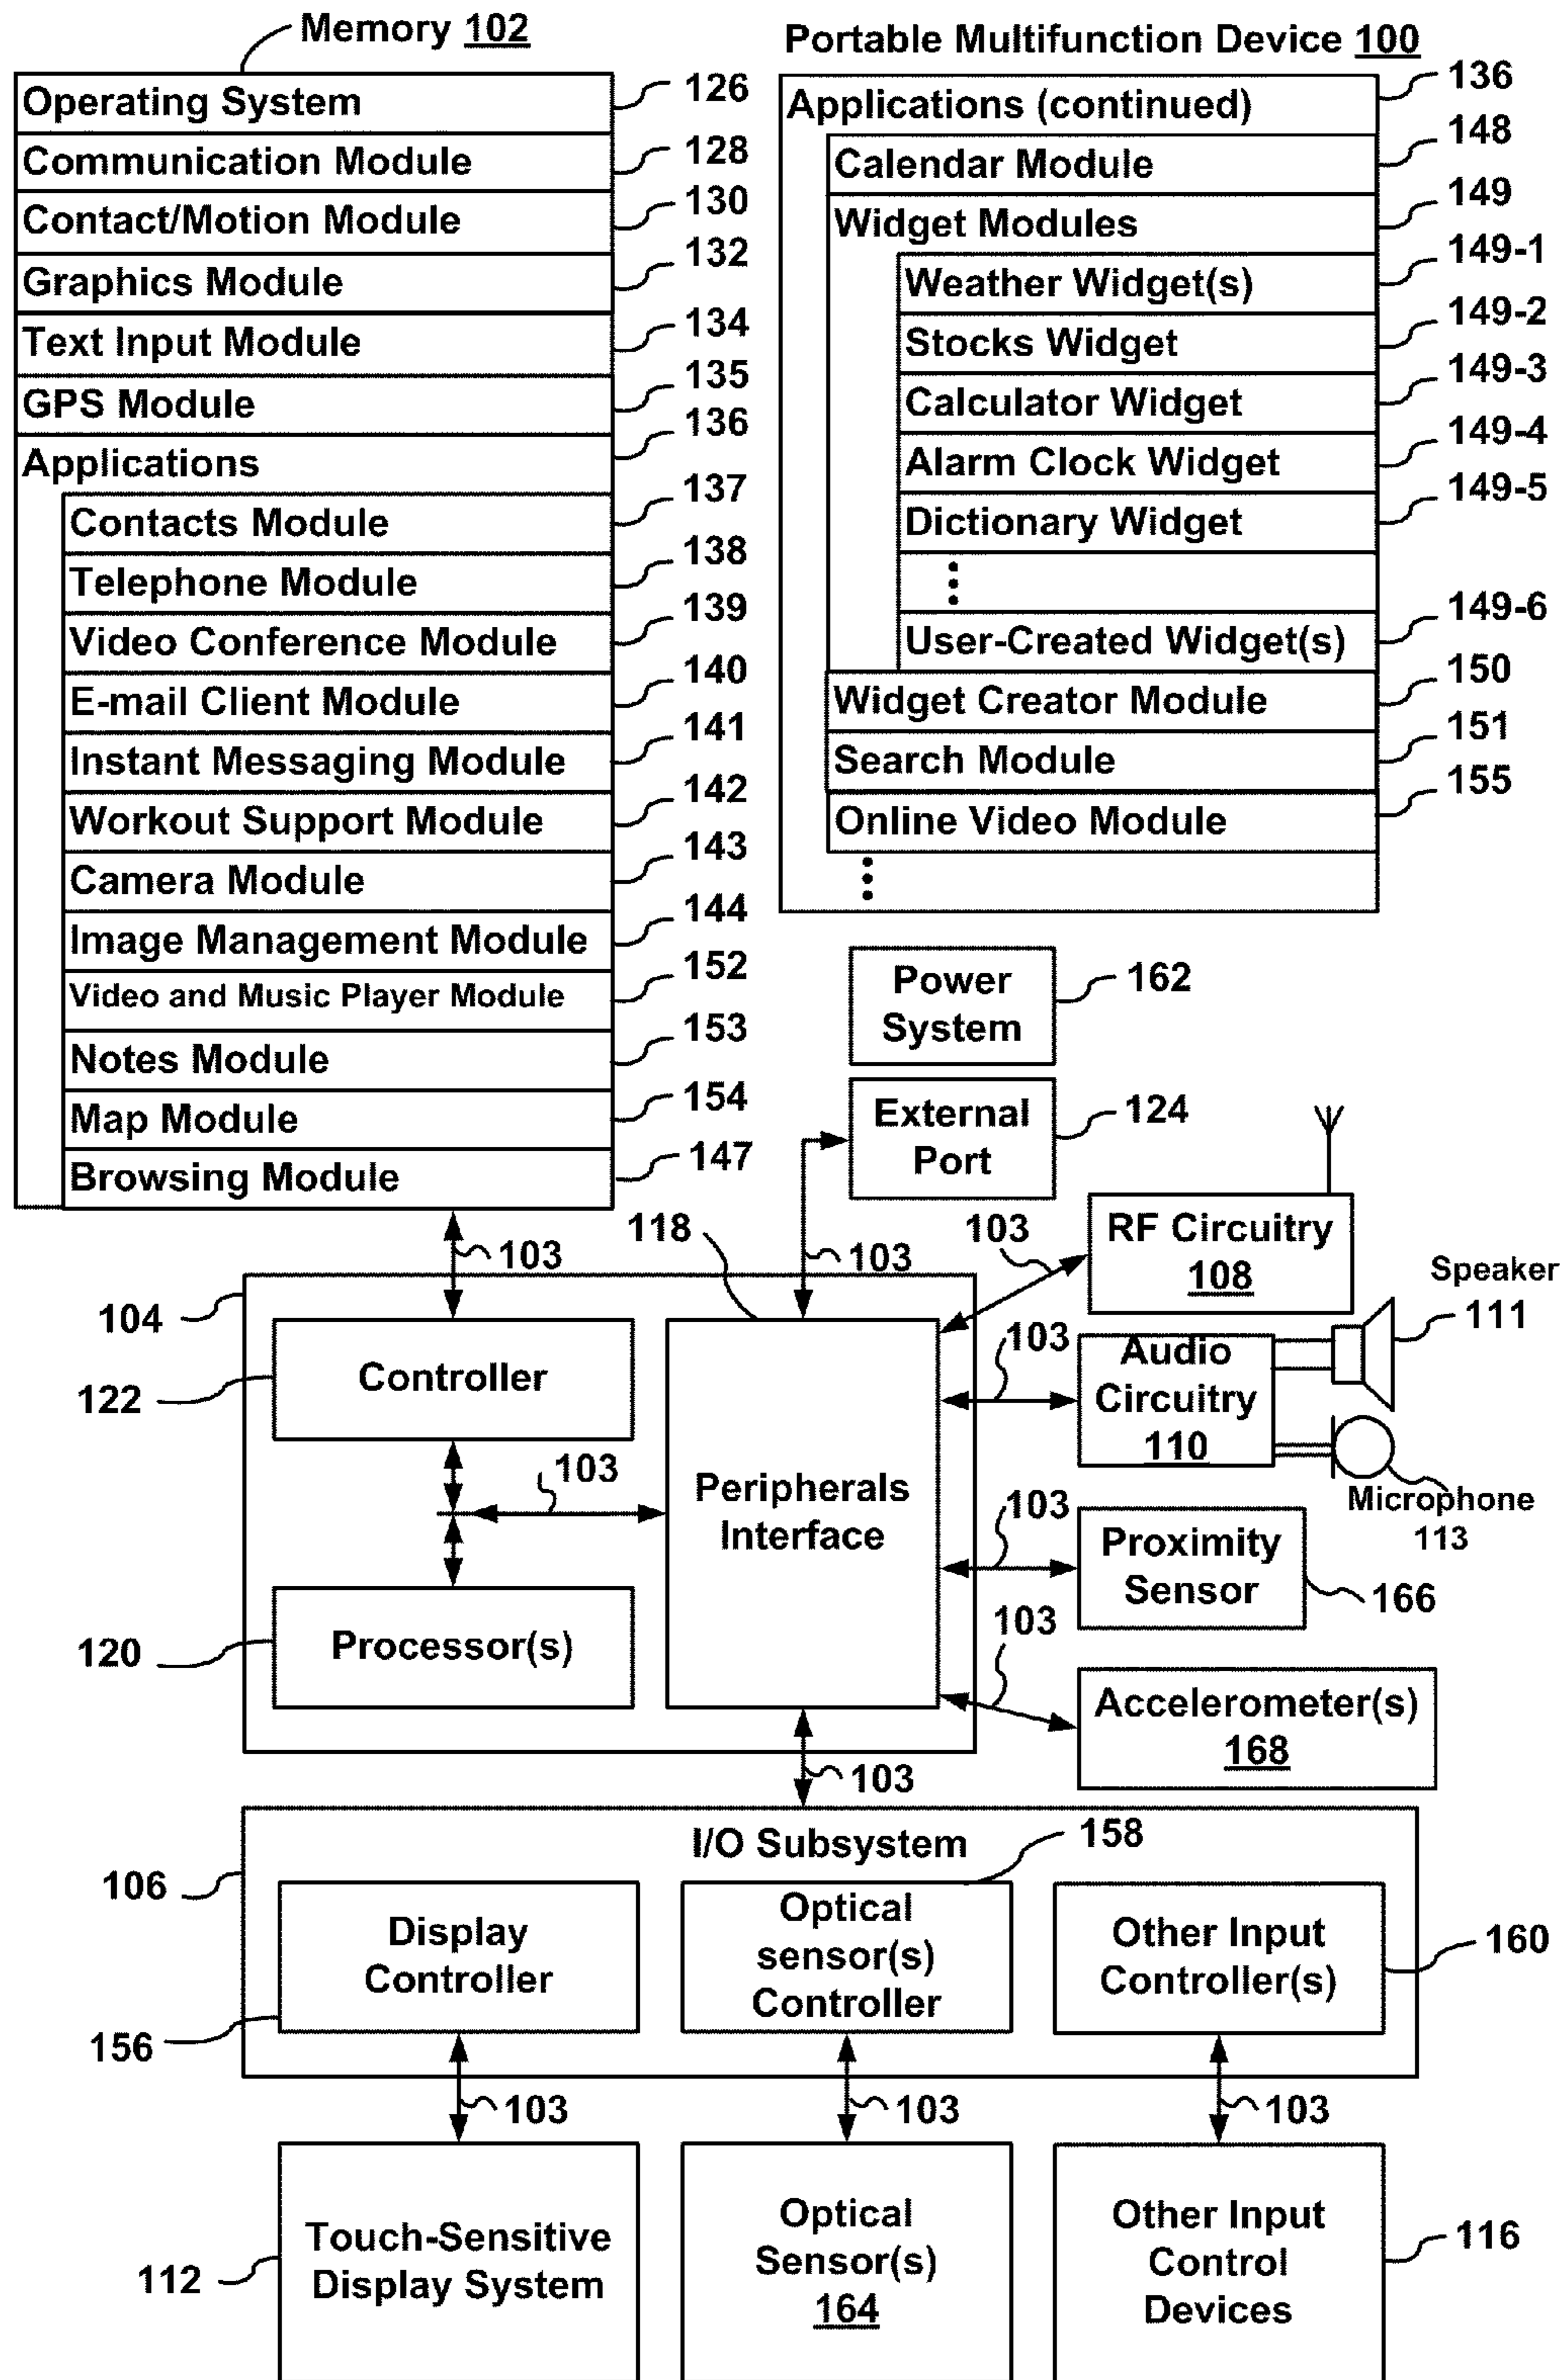 Memory 102
Operating System 126
Communication Module 128
Contact/Motion Module 130
Graphics Module 132
Text Input Module 134
GPS Module 135
Applications 136
Contacts Module 137
Telephone Module 138
Video Conference Module 139
E-mail Client Module 140
Instant Messaging Module 141
Workout Support Module 142
Camera Module 143
Image Management Module 144
Video and Music Player Module 152
Notes Module 153
Map Module 154
Browsing Module 147
Portable Multifunction Device 100
Applications (continued) 136
Calendar Module 148
Widget Modules 149
Weather Widget(s) 149-1
Stocks Widget 149-2
Calculator Widget 149-3
Alarm Clock Widget 149-4
Dictionary Widget 149-5
User-Created Widget(s) 149-6
Widget Creator Module 150
Search Module 151
Online Video Module 155
Power
System
162
External
Port
124
103
118
103
103
RF Circuitry
108
Speaker
111
104
Controller
122
103
Audio
Circuitry
110
Microphone
113
103
Peripherals
Interface
103
Proximity
Sensor
166
Processor(s)
120
103
Accelerometer(s)
168
103
I/O Subsystem
106
158
Display
Controller
156
Optical
sensor(s)
Controller
Other Input
Controller(s)
160
103
103
103
Touch-Sensitive
Display System
112
Optical
Sensor(s)
164
Other Input
Control
Devices
116